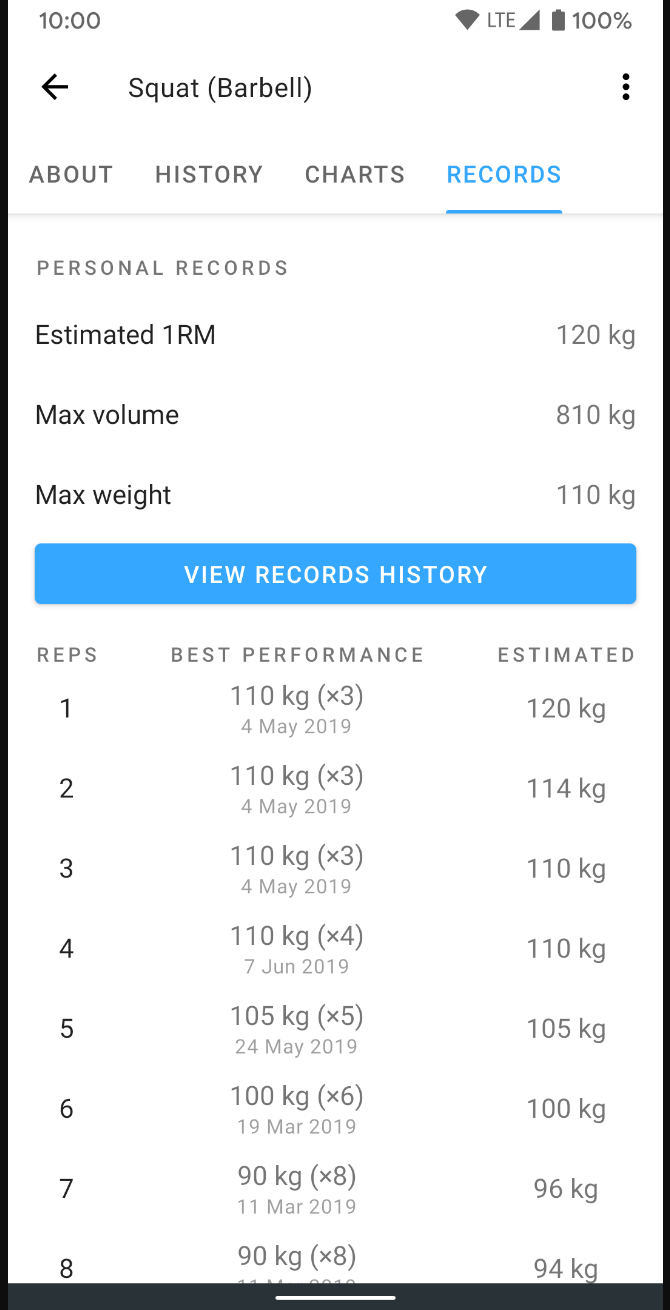 10:00 LTE 100%
Squat (Barbell)
ABOUT HISTORY CHARTS RECORDS
PERSONAL RECORDS
Estimated 1RM 120 kg
Max volume 810 kg
Max weight 110 kg
VIEW RECORDS HISTORY
REPS BEST PERFORMANCE ESTIMATED
1 110 kg (×3) 120 kg
4 May 2019
2 110 kg (×3) 114 kg
4 May 2019
3 110 kg (×3) 110 kg
4 May 2019
4 110 kg (×4) 110 kg
7 Jun 2019
5 105 kg (×5) 105 kg
24 May 2019
6 100 kg (×6) 100 kg
19 Mar 2019
7 90 kg (×8) 96 kg
11 Mar 2019
8 90 kg (×8) 94 kg